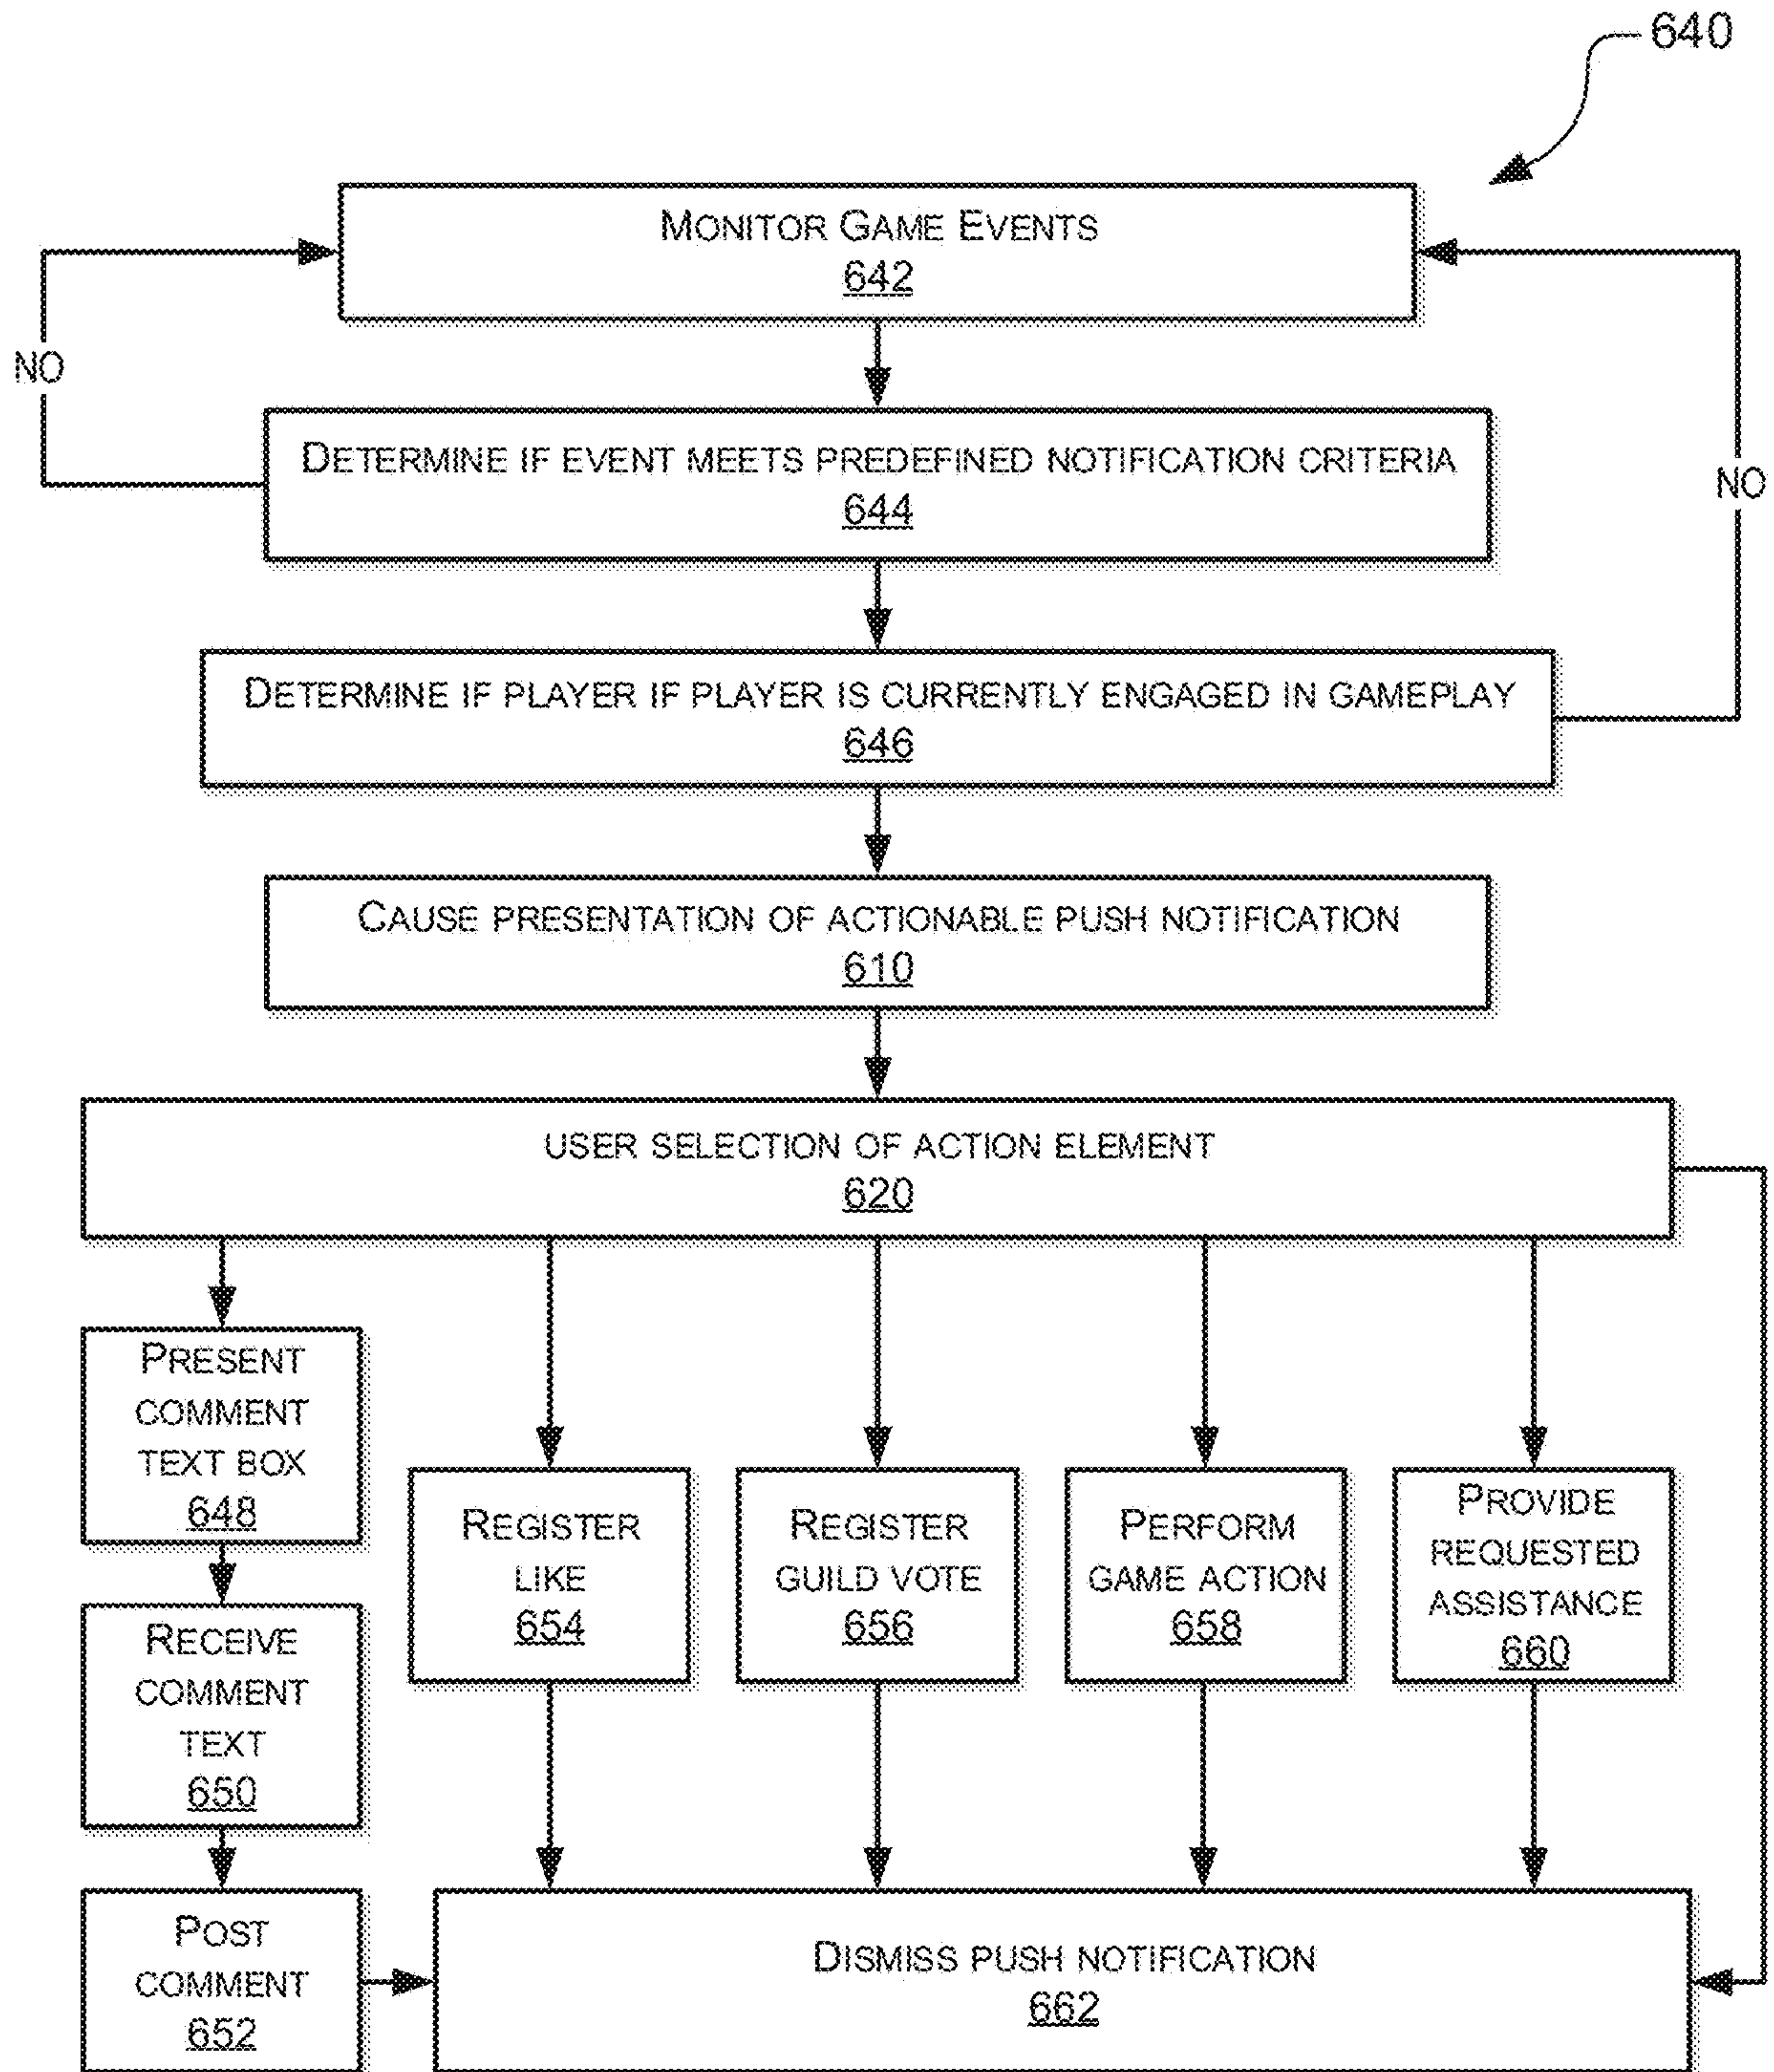 640
MONITOR GAME EVENTS
642
NO
DETERMINE IF EVENT MEETS PREDEFINED NOTIFICATION CRITERIA
644
NO
DETERMINE IF PLAYER IF PLAYER IS CURRENTLY ENGAGED IN GAMEPLAY
646
CAUSE PRESENTATION OF ACTIONABLE PUSH NOTIFICATION
610
USER SELECTION OF ACTION ELEMENT
620
PRESENT
COMMENT
TEXT BOX
648
RECEIVE
COMMENT
TEXT
650
POST
COMMENT
652
REGISTER
LIKE
654
REGISTER
GUILD VOTE
656
PERFORM
GAME ACTION
658
PROVIDE
REQUESTED
ASSISTANCE
660
DISMISS PUSH NOTIFICATION
662